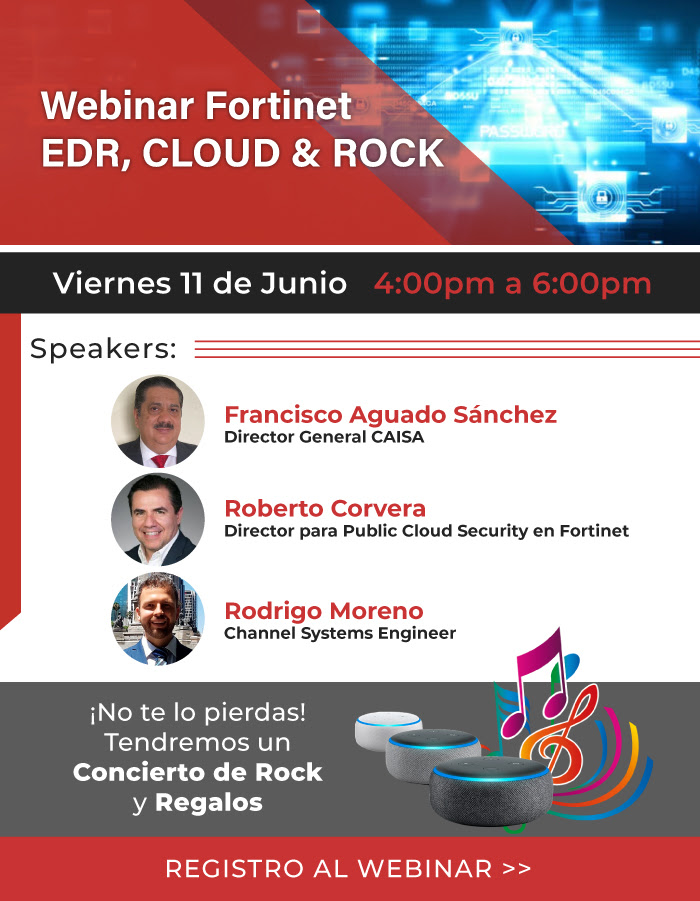 Webinar Fortinet
EDR, CLOUD & ROCK
PASSWORD
Viernes 11 de Junio 4:00pm a 6:00pm
Speakers:
Francisco Aguado Sánchez
Director General CAISA
Roberto Corvera
Director para Public Cloud Security en Fortinet
Rodrigo Moreno
Channel Systems Engineer
¡No te lo pierdas!
Tendremos un
Concierto de Rock
y Regalos
REGISTRO AL WEBINAR >>